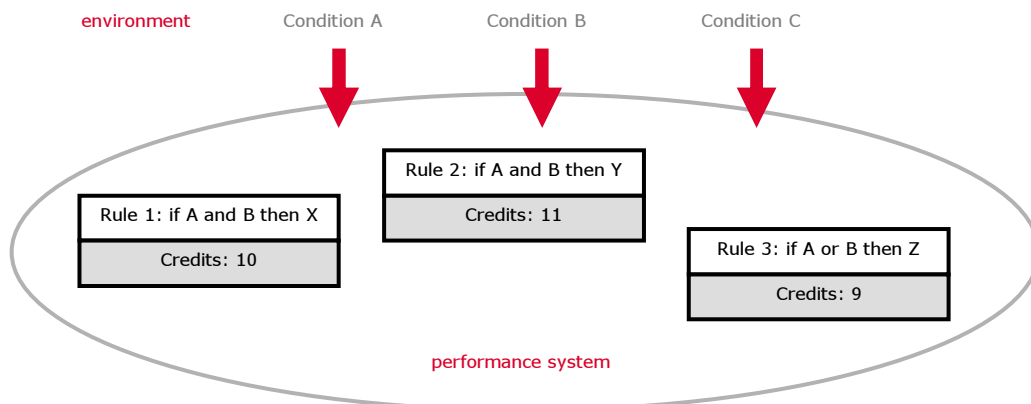 environment
Condition A
Condition B
Condition C
Rule 1: if A and B then X
Credits: 10
Rule 2: if A and B then Y
Credits: 11
Rule 3: if A or B then Z
Credits: 9
performance system